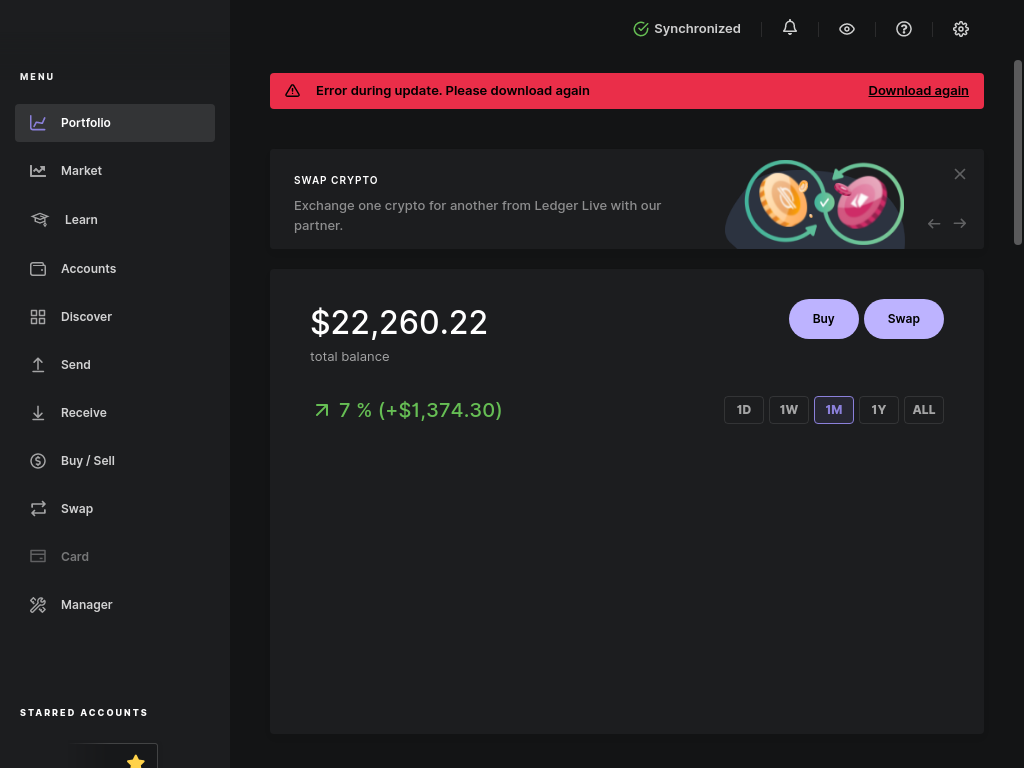 Synchronized
MENU
Error during update. Please download again
Download again
Portfolio
Market
Learn
Accounts
Discover
Send
Receive
Buy / Sell
Swap
Card
Manager
STARRED ACCOUNTS
SWAP CRYPTO
Exchange one crypto for another from Ledger Live with our
partner.
$22,260.22
total balance
Buy
Swap
7 % (+$1,374.30)
1D
1W
1M
1Y
ALL